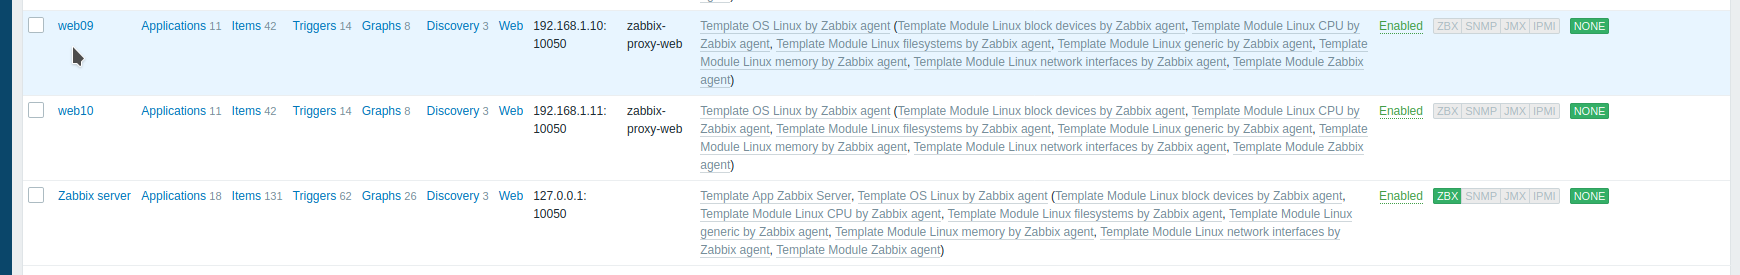 web09 Applications 11 Items 42 Triggers 14 Graphs 8 Discovery 3 Web 192.168.1.10: zabbix- Template OS Linux by Zabbix agent (Template Module Linux block devices by Zabbix agent, Template Module Linux CPU by Enabled ZBX SNMP JMX IPMI NONE
10050 proxy-web Zabbix agent, Template Module Linux filesystems by Zabbix agent, Template Module Linux generic by Zabbix agent, Template
Module Linux memory by Zabbix agent, Template Module Linux network interfaces by Zabbix agent, Template Module Zabbix
agent)
web10 Applications 11 Items 42 Triggers 14 Graphs 8 Discovery 3 Web 192.168.1.11: zabbix- Template OS Linux by Zabbix agent (Template Module Linux block devices by Zabbix agent, Template Module Linux CPU by Enabled ZBX SNMP JMX IPMI NONE
10050 proxy-web Zabbix agent, Template Module Linux filesystems by Zabbix agent, Template Module Linux generic by Zabbix agent, Template
Module Linux memory by Zabbix agent, Template Module Linux network interfaces by Zabbix agent, Template Module Zabbix
agent)
Zabbix server Applications 18 Items 131 Triggers 62 Graphs 26 Discovery 3 Web 127.0.0.1: Template App Zabbix Server, Template OS Linux by Zabbix agent (Template Module Linux block devices by Zabbix agent, Enabled ZBX SNMP JMX IPMI NONE
10050 Template Module Linux CPU by Zabbix agent, Template Module Linux filesystems by Zabbix agent, Template Module Linux
generic by Zabbix agent, Template Module Linux memory by Zabbix agent, Template Module Linux network interfaces by
Zabbix agent, Template Module Zabbix agent)